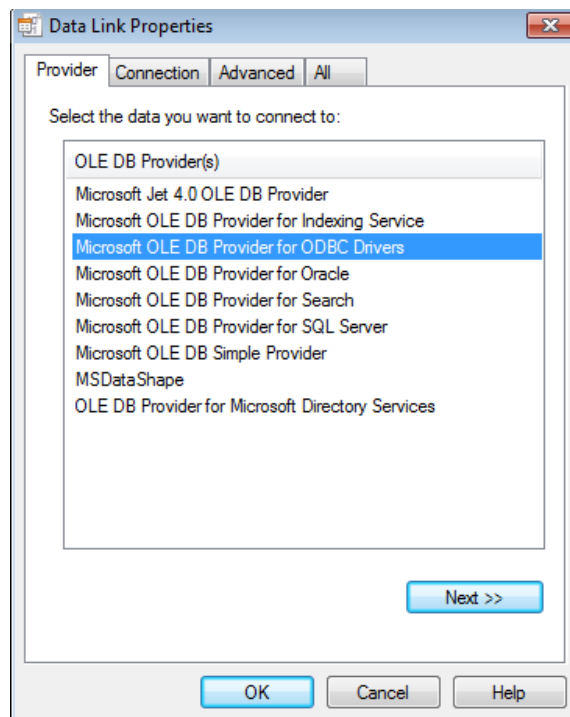 Data Link Properties
Provider Connection Advanced All
Select the data you want to connect to:
OLE DB Provider(s)
Microsoft Jet 4.0 OLE DB Provider
Microsoft OLE DB Provider for Indexing Service
Microsoft OLE DB Provider for ODBC Drivers
Microsoft OLE DB Provider for Oracle
Microsoft OLE DB Provider for Search
Microsoft OLE DB Provider for SQL Server
Microsoft OLE DB Simple Provider
MSDataShape
OLE DB Provider for Microsoft Directory Services
Next >>
OK Cancel Help